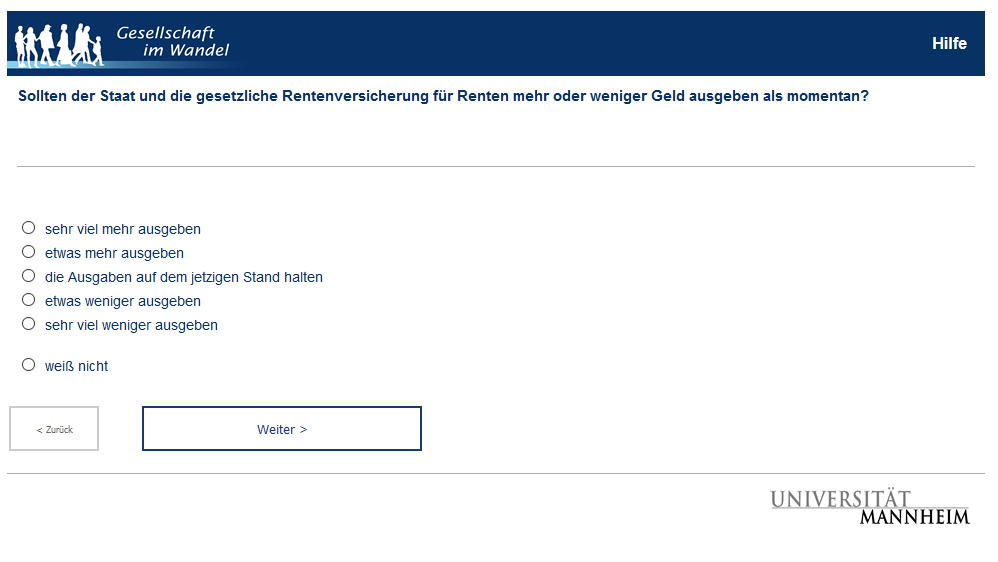 Gesellschaft
im Wandel
Hilfe
Sollten der Staat und die gesetzliche Rentenversicherung für Renten mehr oder weniger Geld ausgeben als momentan?
sehr viel mehr ausgeben
etwas mehr ausgeben
die Ausgaben auf dem jetzigen Stand halten
etwas weniger ausgeben
sehr viel weniger ausgeben
weiß nicht
< Zurück
Weiter >
UNIVERSITÄT
MANNHEIM